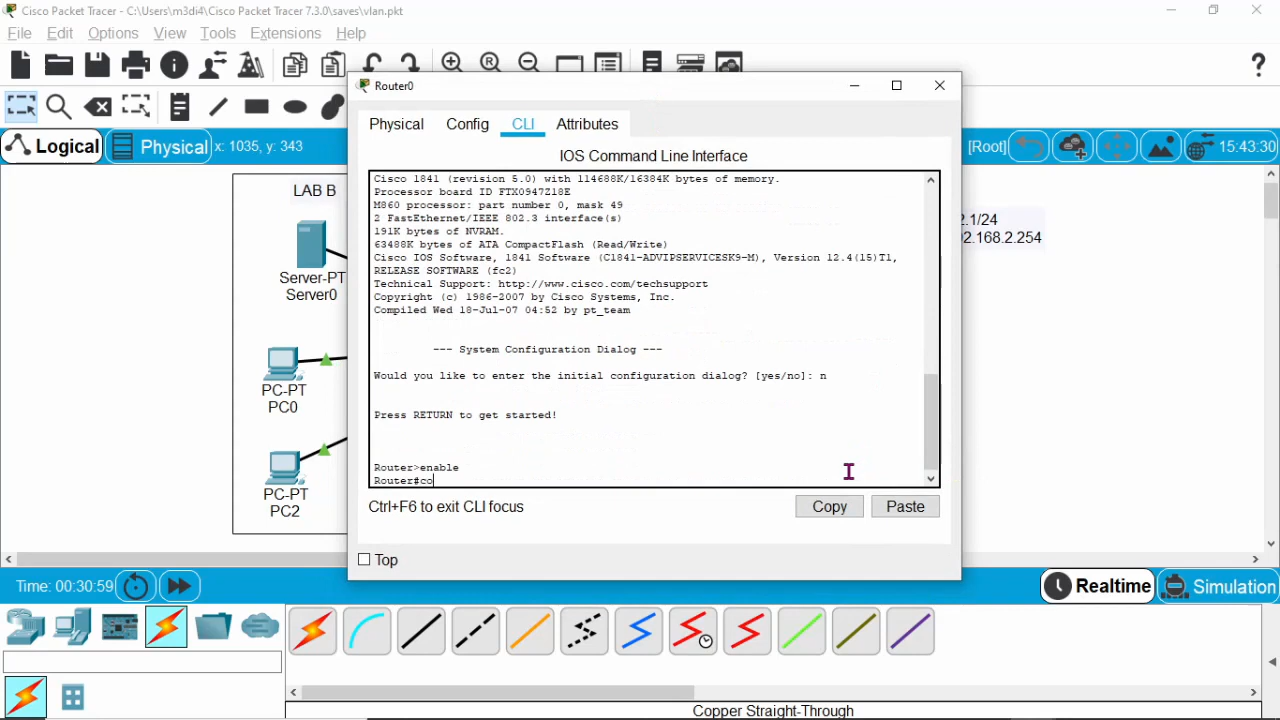 Cisco Packet Tracer - C:\Users\m3di4\Cisco Packet Tracer 7.3.0\saves\vlan.pkt
File Edit Options View Tools Extensions Help
?
Router0
Physical Config CLI Attributes
Logical Physical x: 1035, y: 343
[Root] 15:43:30
IOS Command Line Interface
Cisco 1841 (revision 5.0) with 114688K/16384K bytes of memory.
Processor board ID FTX0947Z18E
M860 processor: part number 0, mask 49
2 FastEthernet/IEEE 802.3 interface(s)
191K bytes of NVRAM.
63488K bytes of ATA CompactFlash (Read/Write)
Cisco IOS Software, 1841 Software (C1841-ADVIPSERVICESK9-M), Version 12.4(15)T1,
RELEASE SOFTWARE (fc2)
Technical Support: http://www.cisco.com/techsupport
Copyright (c) 1986-2007 by Cisco Systems, Inc.
Compiled Wed 18-Jul-07 04:52 by pt_team
--- System Configuration Dialog ---
Would you like to enter the initial configuration dialog? [yes/no]: n
Press RETURN to get started!
Router>enable
Router#co
Ctrl+F6 to exit CLI focus
Copy Paste
Top
LAB B
Server-PT
Server0
PC-PT
PC0
PC-PT
PC2
2.1/24
92.168.2.254
Time: 00:30:59
Realtime Simulation
Copper Straight-Through